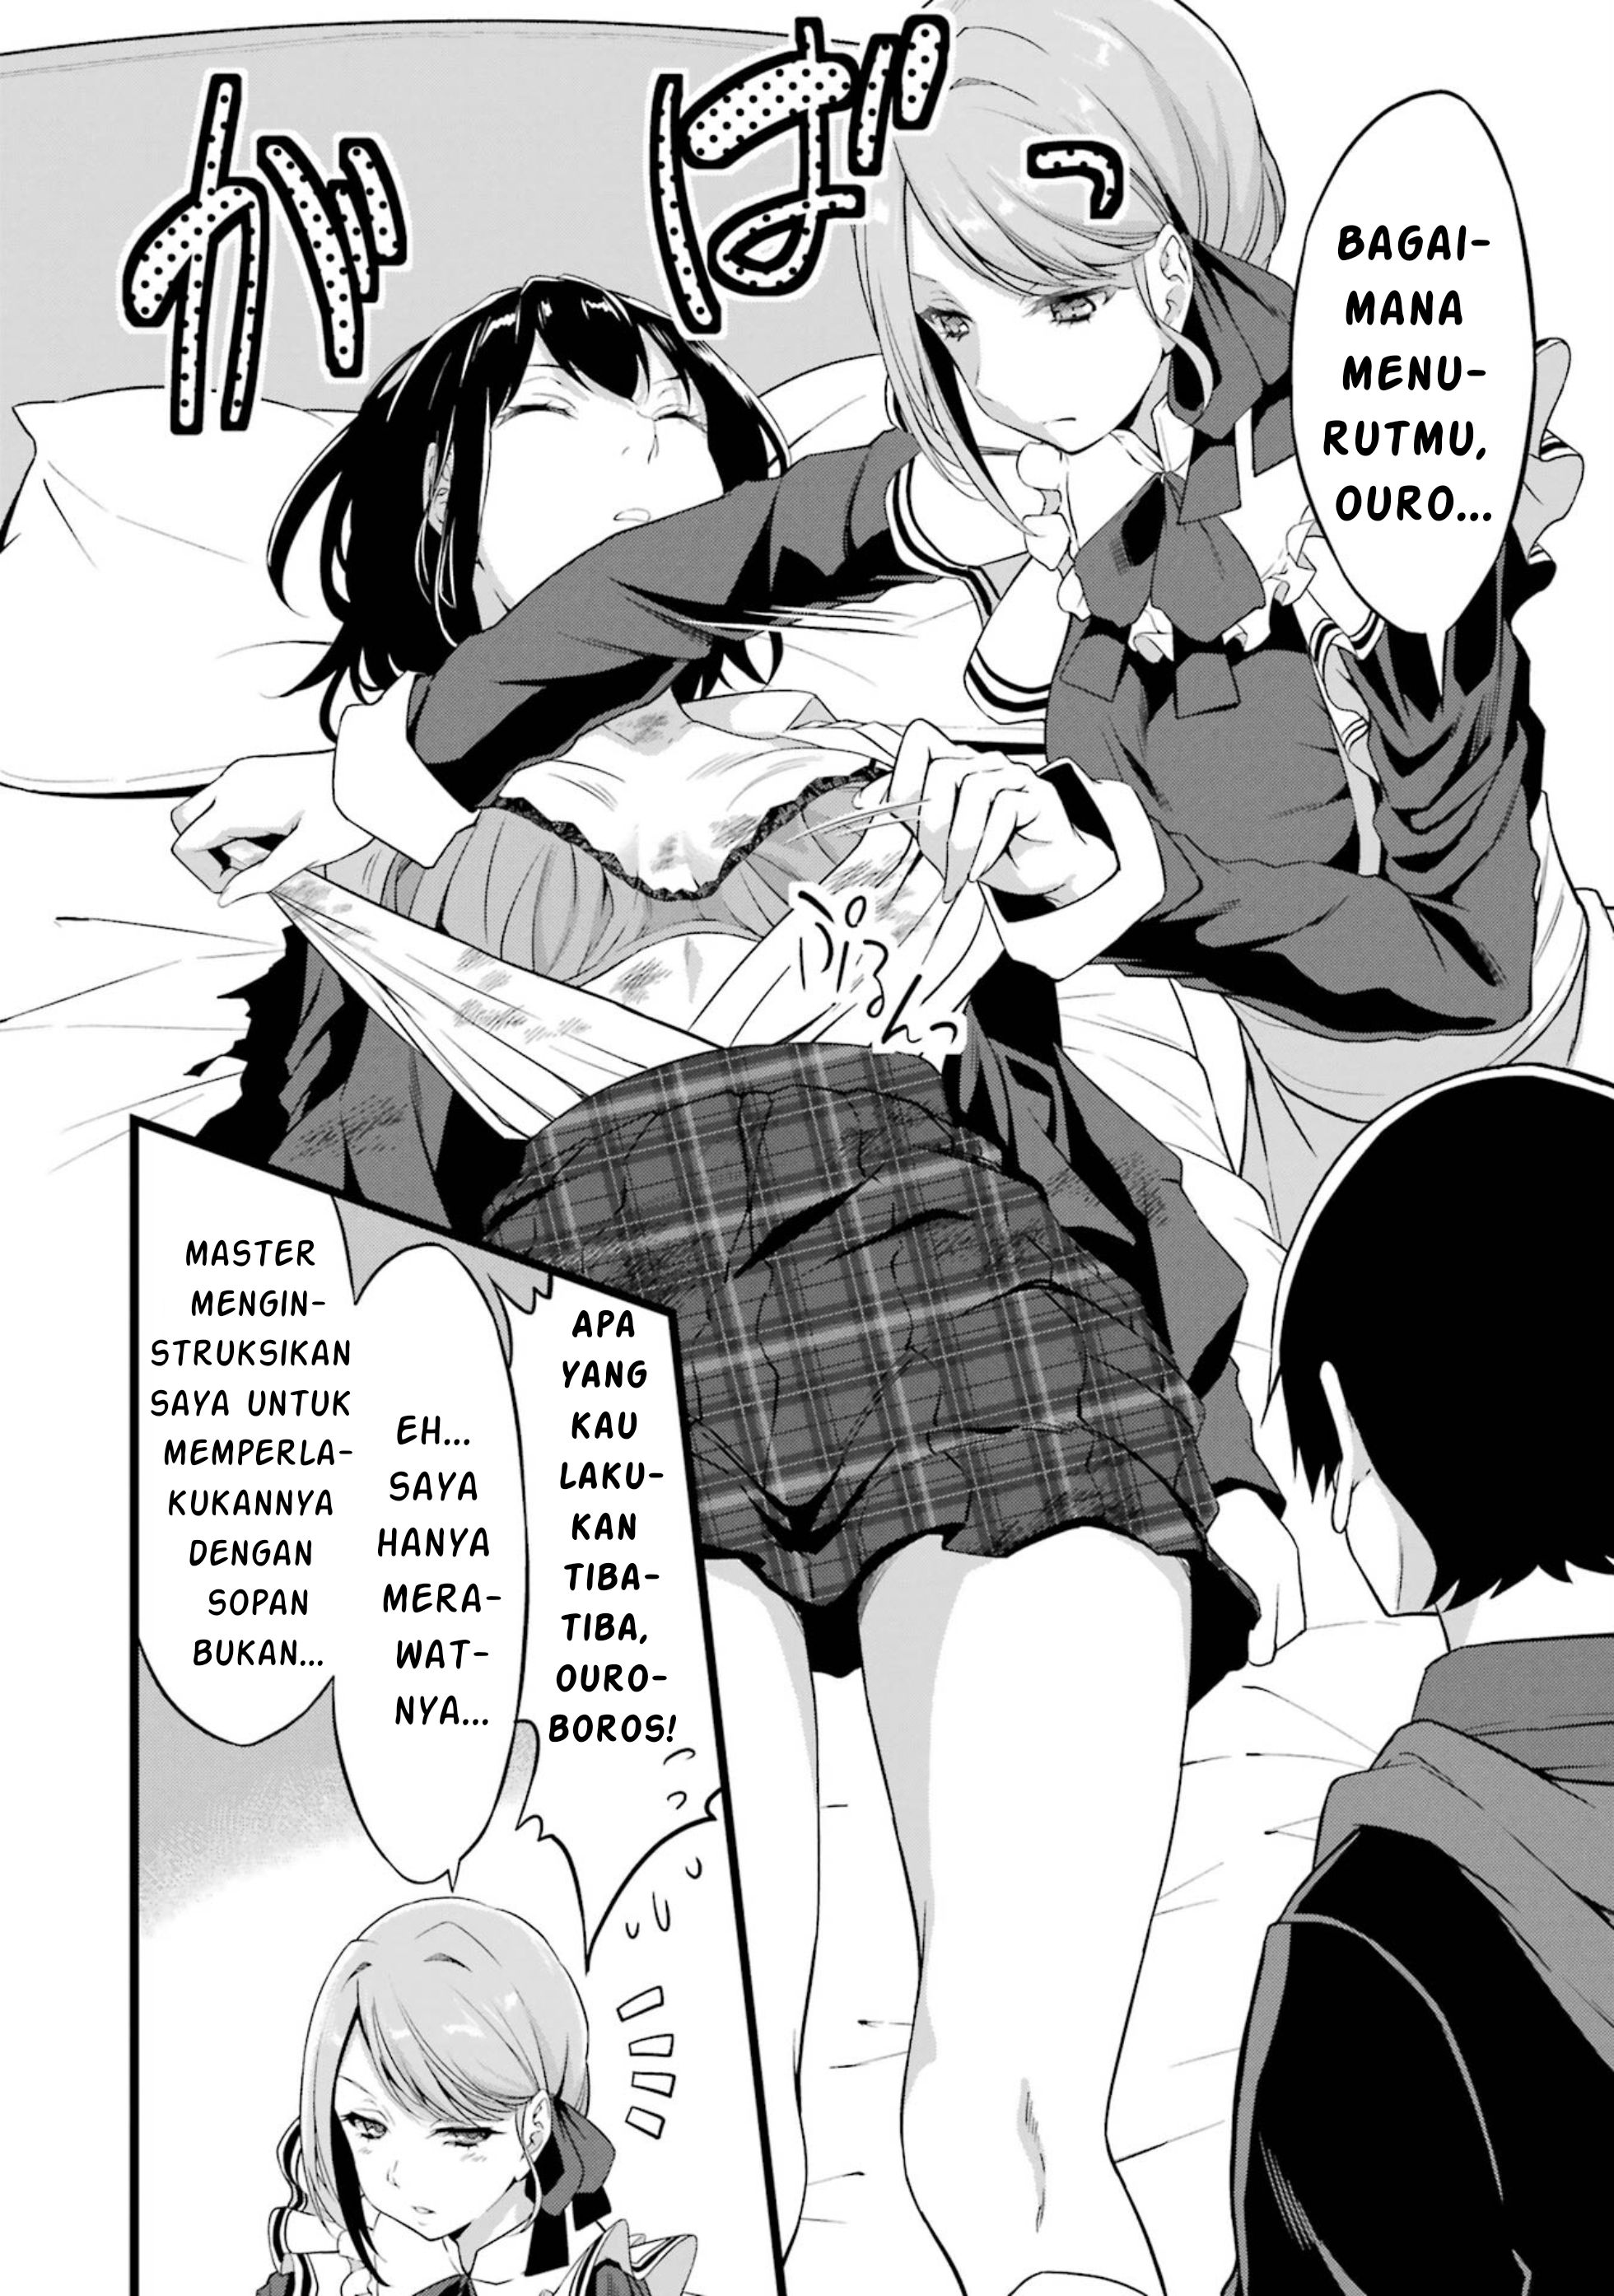 がばっ
BAGAI-
MANA
MENU-
RUTMU,
OURO...
ぷるんっ
APA
YANG
KAU
LAKU-
KAN
TIBA-
TIBA,
OURO-
BOROS!
EH...
SAYA
HANYA
MERA-
WAT-
NYA...
MASTER
MENGIN-
STRUKSIKAN
SAYA UNTUK
MEMPERLA-
KUKANNYA
DENGAN
SOPAN
BUKAN...